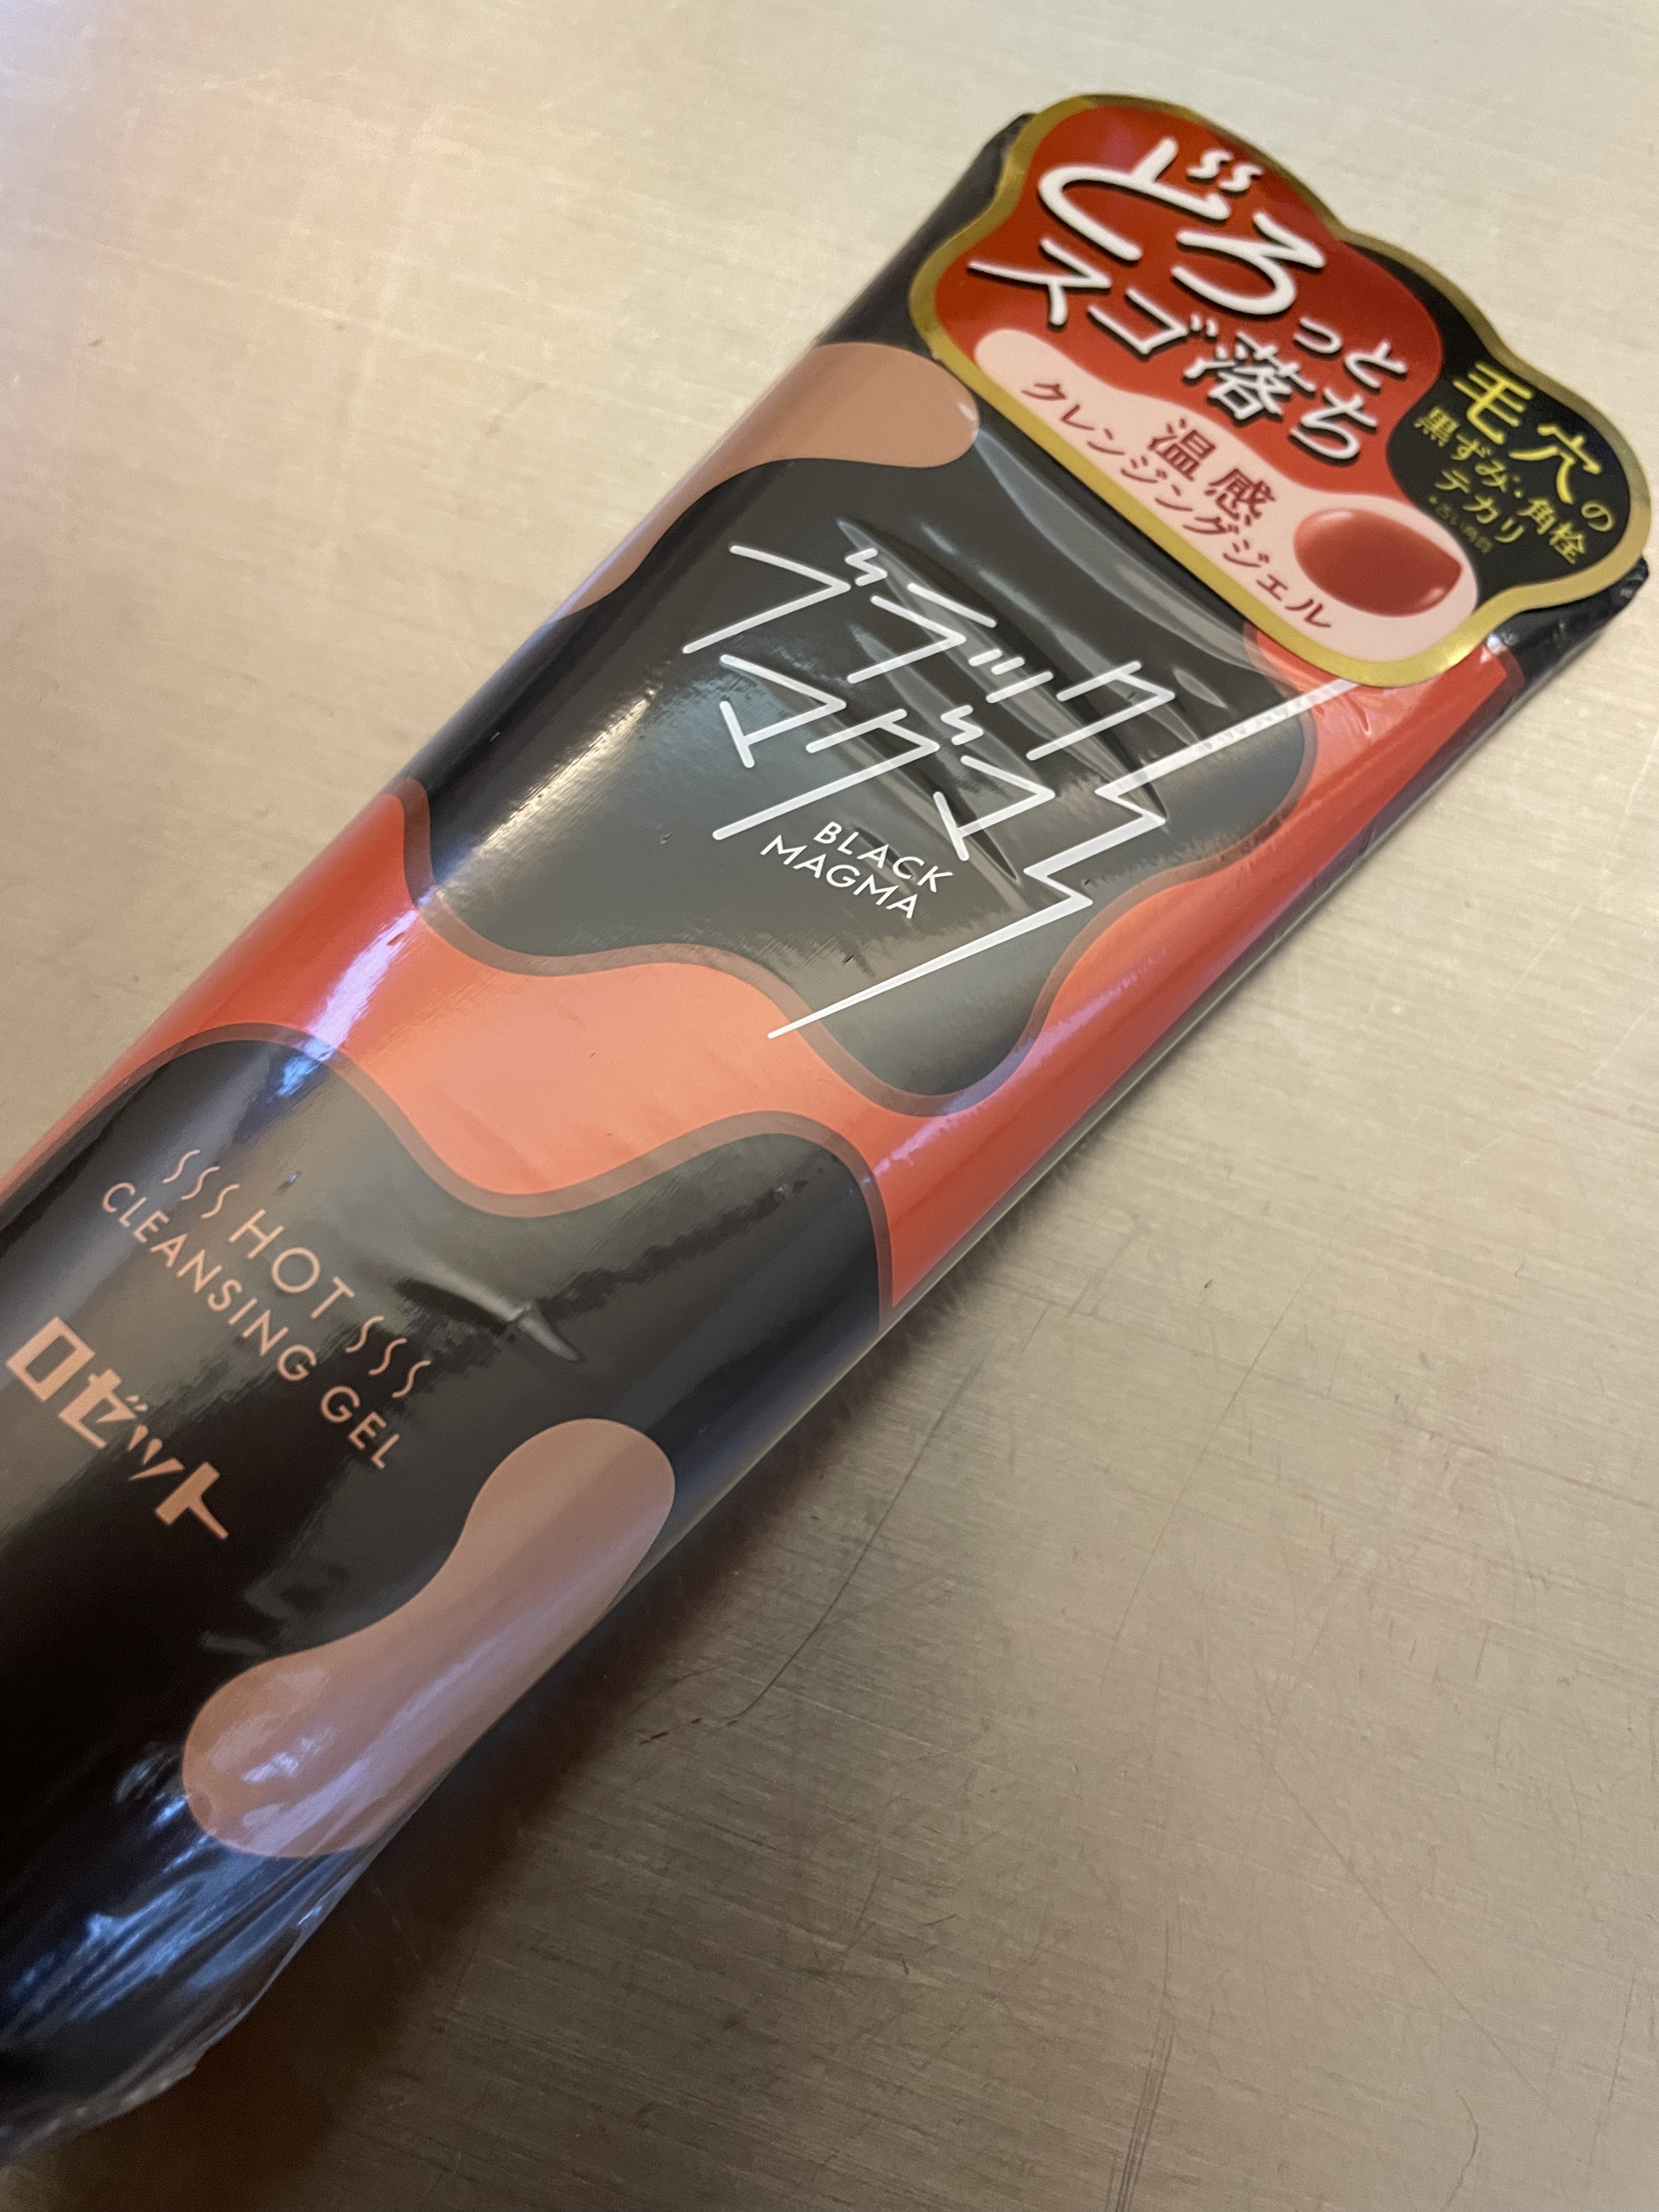 どろっと
スゴ落ち
温感
クレンジングジェル
毛穴の
黒ずみ・角栓
テカリ
ブラック
マグマ
BLACK
MAGMA
HOT
CLEANSING GEL
ロゼット